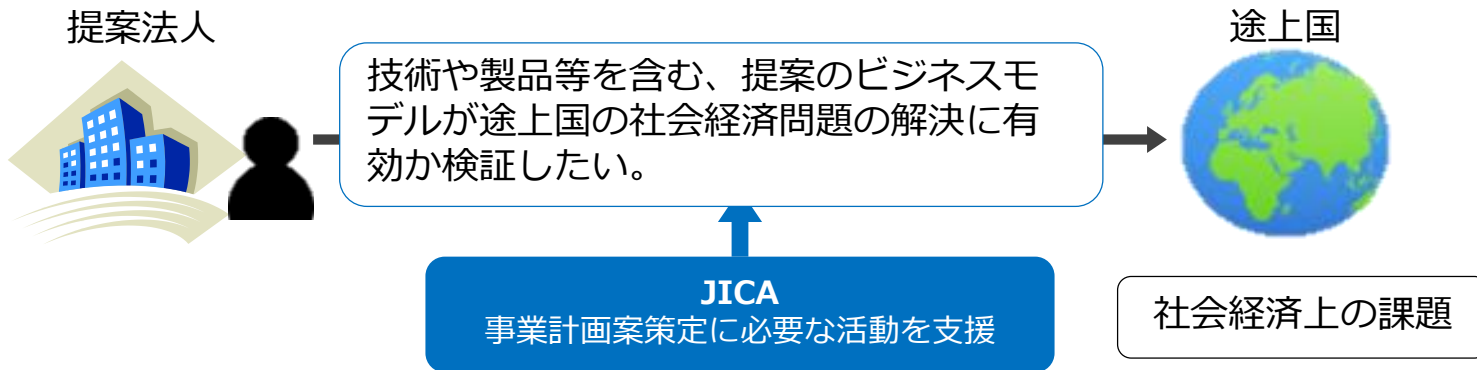 提案法人
途上国
技術や製品等を含む、提案のビジネスモ
デルが途上国の社会経済問題の解決に有
効か検証したい。
JICA
事業計画案策定に必要な活動を支援
社会経済上の課題